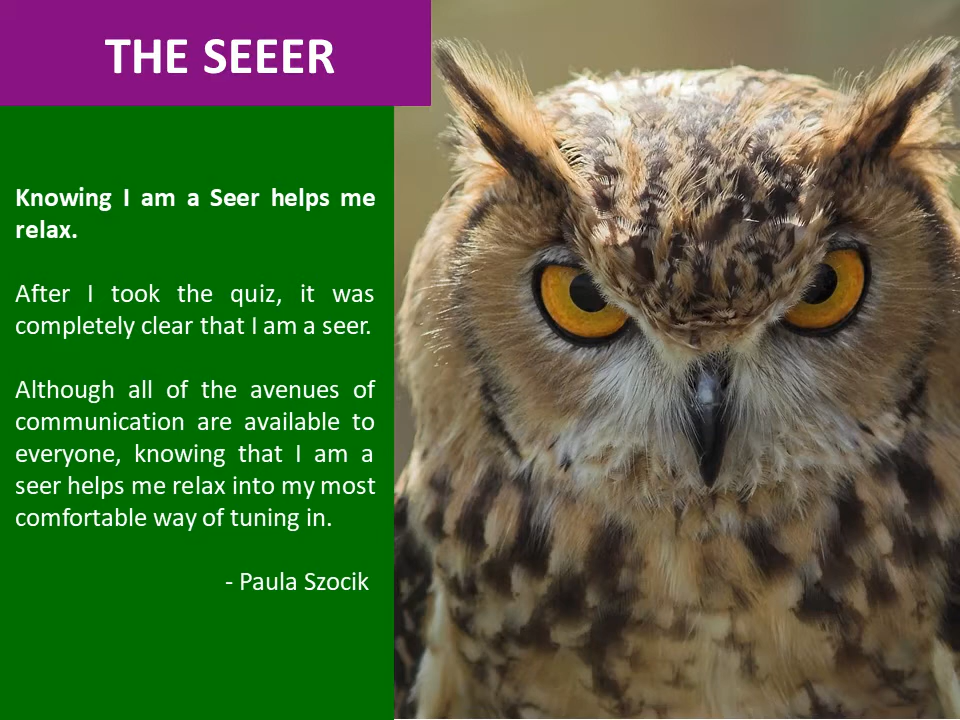 THE SEEER
Knowing I am a Seer helps me
relax.
After I took the quiz, it was
completely clear that I am a seer.
Although all of the avenues of
communication are available to
everyone, knowing that I am a
seer helps me relax into my most
comfortable way of tuning in.
- Paula Szocik